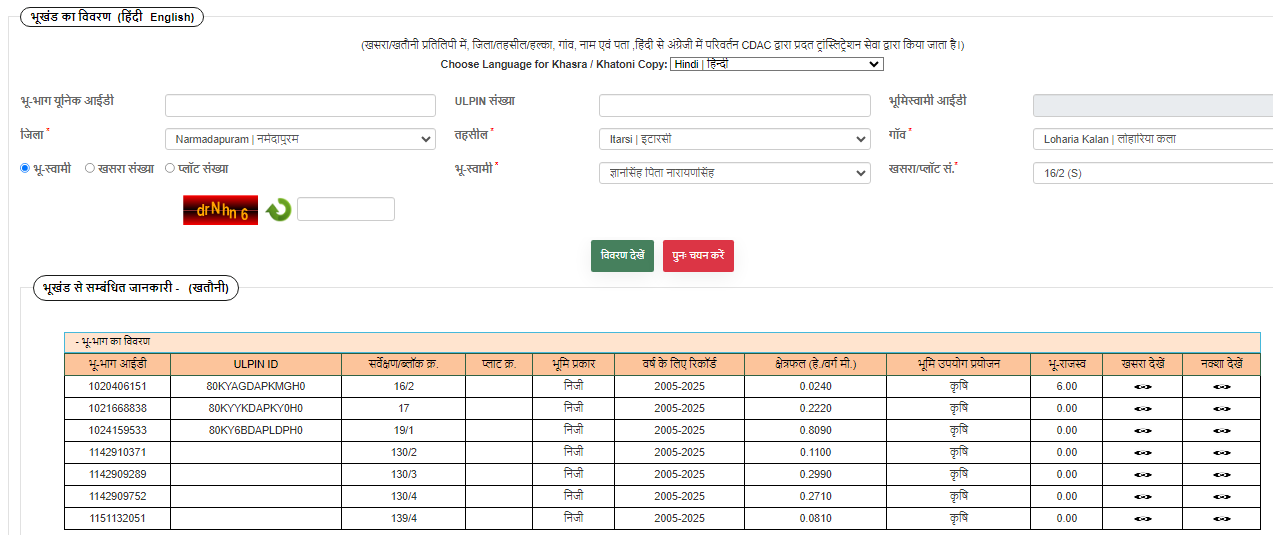 भूखंड का विवरण (हिंदी English)
(खसरा/खतौनी प्रतिलिपी में, जिला/तहसील/हल्का, गांव, नाम एवं पता ,हिंदी से अंग्रेजी में परिवर्तन CDAC द्वारा प्रदत ट्रांस्लिट्रेशन सेवा द्वारा किया जाता है।)
Choose Language for Khasra / Khatoni Copy: Hindi | हिन्दी
भू-भाग यूनिक आईडी ULPIN संख्या भूमिस्वामी आईडी
जिला * Narmadapuram | नर्मदापुरम तहसील * Itarsi | इटारसी गाँव * Loharia Kalan | लोहारिया कला
भू-स्वामी खसरा संख्या प्लॉट संख्या भू-स्वामी * ज्ञानसिंह पिता नारायणसिंह खसरा/प्लॉट सं.* 16/2 (S)
drNhn6
विवरण देखें पुनः चयन करें
भूखंड से सम्बंधित जानकारी - (खतौनी)
- भू-भाग का विवरण
भू-भाग आईडी ULPIN ID सर्वेक्षण/ब्लॉक क्र. प्लाट क्र. भूमि प्रकार वर्ष के लिए रिकॉर्ड क्षेत्रफल (हे./वर्ग मी.) भूमि उपयोग प्रयोजन भू-राजस्व खसरा देखें नक्शा देखें
1020406151 80KYAGDAPKMGH0 16/2 निजी 2005-2025 0.0240 कृषि 6.00
1021668838 80KYYKDAPKY0H0 17 निजी 2005-2025 0.2220 कृषि 0.00
1024159533 80KY6BDAPLDPH0 19/1 निजी 2005-2025 0.8090 कृषि 0.00
1142910371 130/2 निजी 2005-2025 0.1100 कृषि 0.00
1142909289 130/3 निजी 2005-2025 0.2990 कृषि 0.00
1142909752 130/4 निजी 2005-2025 0.2710 कृषि 0.00
1151132051 139/4 निजी 2005-2025 0.0810 कृषि 0.00